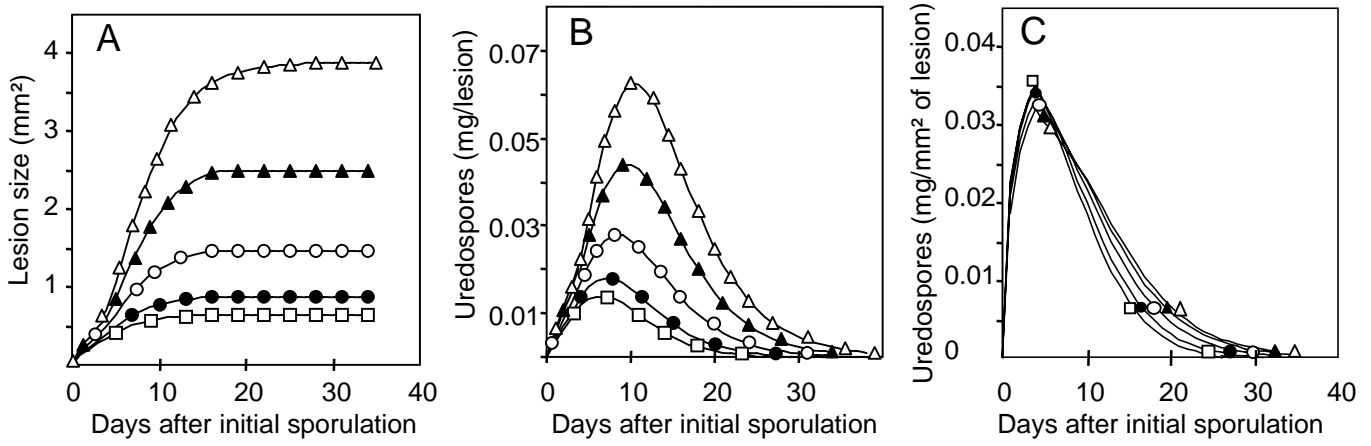 A
Lesion size (mm²)
4
3
2
1
0 10 20 30 40
Days after initial sporulation
B
Uredospores (mg/lesion)
0.07
0.05
0.03
0.01
0 10 20 30
Days after initial sporulation
C
Uredospores (mg/mm² of lesion)
0.04
0.03
0.02
0.01
0
0 10 20 30 40
Days after initial sporulation